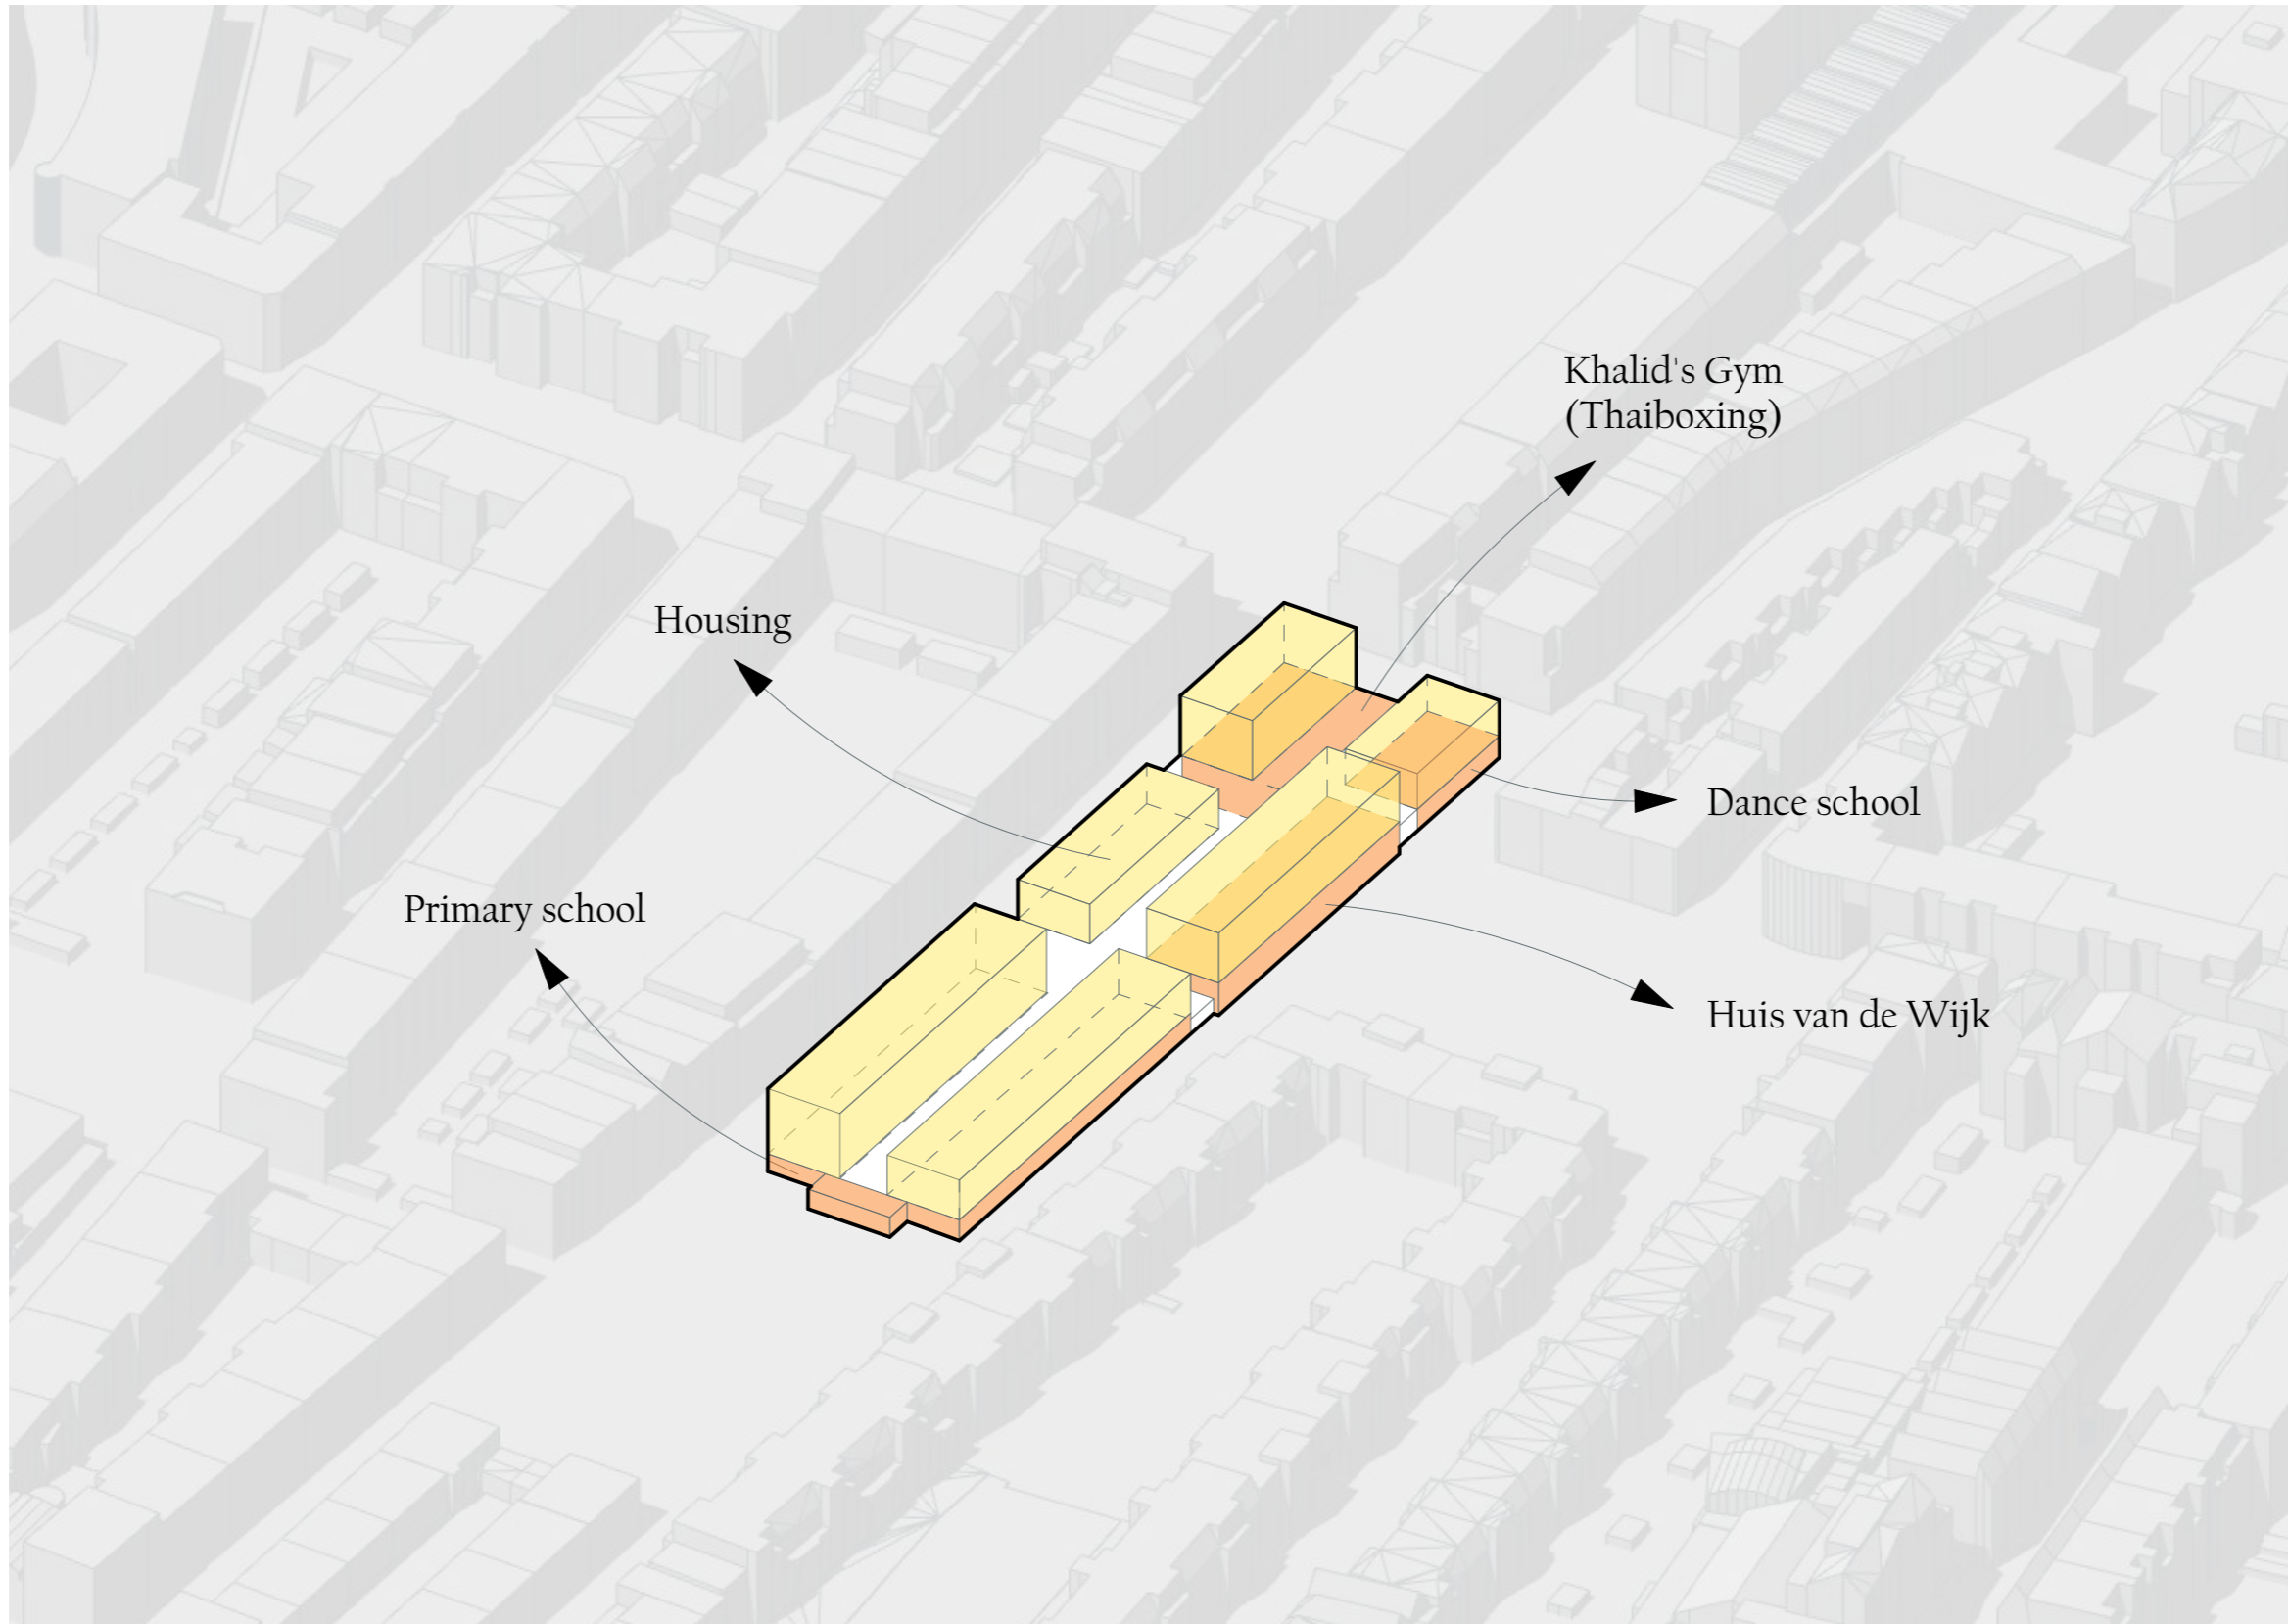 Khalid's Gym
(Thaiboxing)
Housing
Dance school
Primary school
Huis van de Wijk